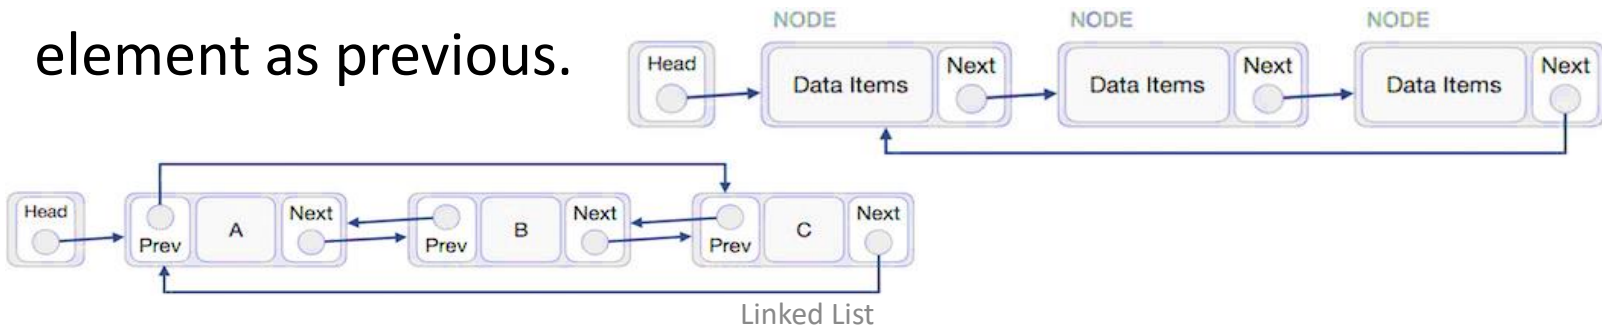 element as previous.
NODE NODE NODE
Head Data Items Next Data Items Next Data Items Next
Head Prev A Next Prev B Next Prev C Next
Linked List